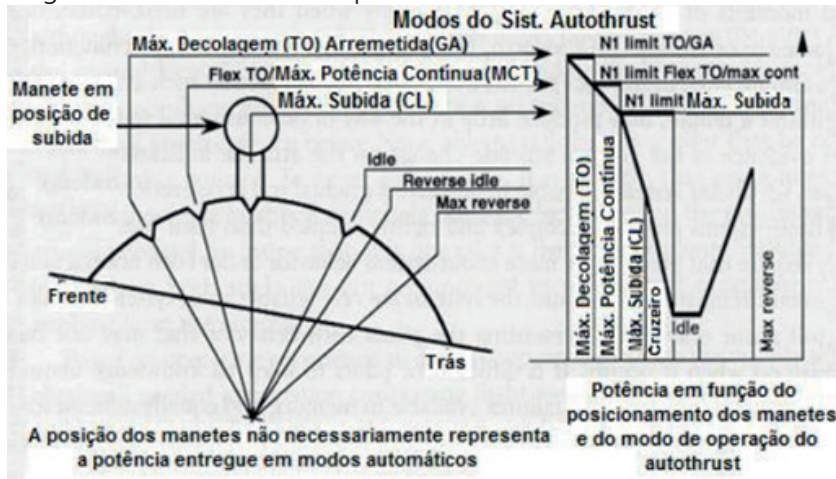 Modos do Sist. Autothrust
Máx. Decolagem (TO) Arremetida(GA)
N1 limit TO/GA
Flex TO/Máx. Potência Contínua(MCT)
N1 limit Flex TO/max cont
Máx. Subida (CL)
N1 limit Máx. Subida
Manete em
posição de
subida
Idle
Reverse idle
Max reverse
Frente
Trás
Máx. Decolagem (TO)
Máx. Potência Contínua
Máx. Subida (CL)
Cruzeiro
Idle
Max reverse
A posição dos manetes não necessariamente representa
a potência entregue em modos automáticos
Potência em função do
posicionamento dos manetes
e do modo de operação do
autothrust